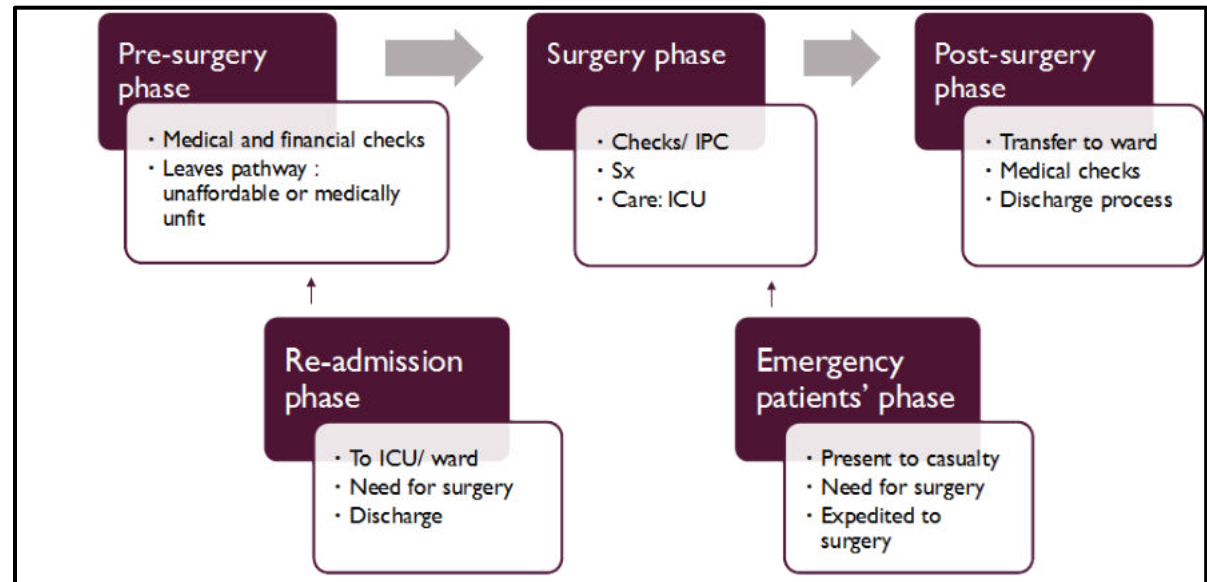 Pre-surgery
phase
· Medical and financial checks
· Leaves pathway :
unaffordable or medically
unfit
Surgery phase
· Checks/ IPC
· Sx
· Care: ICU
Post-surgery
phase
· Transfer to ward
· Medical checks
· Discharge process
Re-admission
phase
· To ICU/ ward
· Need for surgery
· Discharge
Emergency
patients’ phase
· Present to casualty
· Need for surgery
· Expedited to
surgery